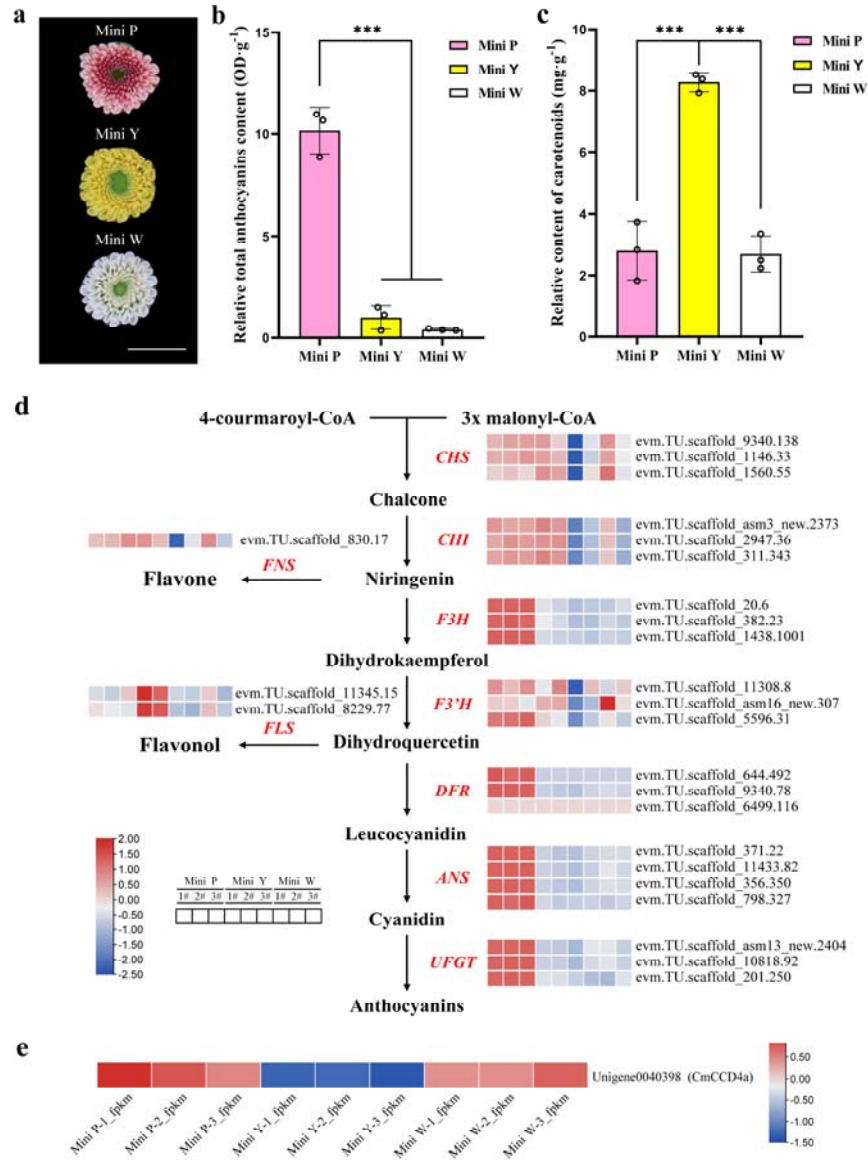 a
Mini P
Mini Y
Mini W
b
***
Mini P
Mini Y
Mini W
Relative total anthocyanins content (OD·g⁻¹)
15
10
5
0
Mini P
Mini Y
Mini W
c
***
***
Mini P
Mini Y
Mini W
Relative content of carotenoids (mg·g⁻¹)
10
8
6
4
2
0
Mini P
Mini Y
Mini W
d
4-courmaroyl-CoA
3x malonyl-CoA
CHS
evm.TU.scaffold_9340.138
evm.TU.scaffold_1146.33
evm.TU.scaffold_1560.55
Chalcone
evm.TU.scaffold_830.17
FNS
Flavone
CHI
evm.TU.scaffold_asm3_new.2373
evm.TU.scaffold_2947.36
evm.TU.scaffold_311.343
Niringenin
F3H
evm.TU.scaffold_20.6
evm.TU.scaffold_382.23
evm.TU.scaffold_1438.1001
Dihydrokaempferol
evm.TU.scaffold_11345.15
evm.TU.scaffold_8229.77
FLS
Flavonol
F3'H
evm.TU.scaffold_11308.8
evm.TU.scaffold_asm16_new.307
evm.TU.scaffold_5596.31
Dihydroquercetin
DFR
evm.TU.scaffold_644.492
evm.TU.scaffold_9340.78
evm.TU.scaffold_6499.116
Leucocyanidin
ANS
evm.TU.scaffold_371.22
evm.TU.scaffold_11433.82
evm.TU.scaffold_356.350
evm.TU.scaffold_798.327
Cyanidin
UFGT
evm.TU.scaffold_asm13_new.2404
evm.TU.scaffold_10818.92
evm.TU.scaffold_201.250
Anthocyanins
2.00
1.50
1.00
0.50
0.00
-0.50
-1.00
-1.50
-2.00
-2.50
Mini P Mini Y Mini W
1# 2# 3# 1# 2# 3# 1# 2# 3#
e
Unigene0040398 (CmCCD4a)
Mini P-1_fpkm
Mini P-2_fpkm
Mini P-3_fpkm
Mini Y-1_fpkm
Mini Y-2_fpkm
Mini Y-3_fpkm
Mini W-1_fpkm
Mini W-2_fpkm
Mini W-3_fpkm
0.50
0.00
-0.50
-1.00
-1.50